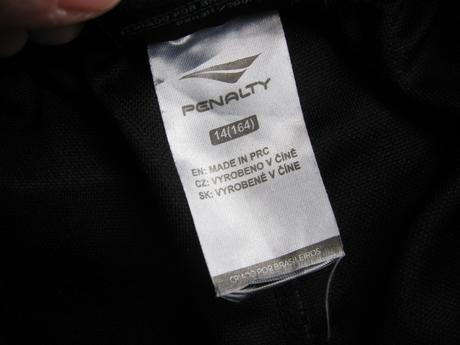 PENALTY
14(164)
EN: MADE IN PRC
CZ: VYROBENO V ČÍNĚ
SK: VYROBENÉ V ČÍNE
CRIADO POR BRASILEIROS